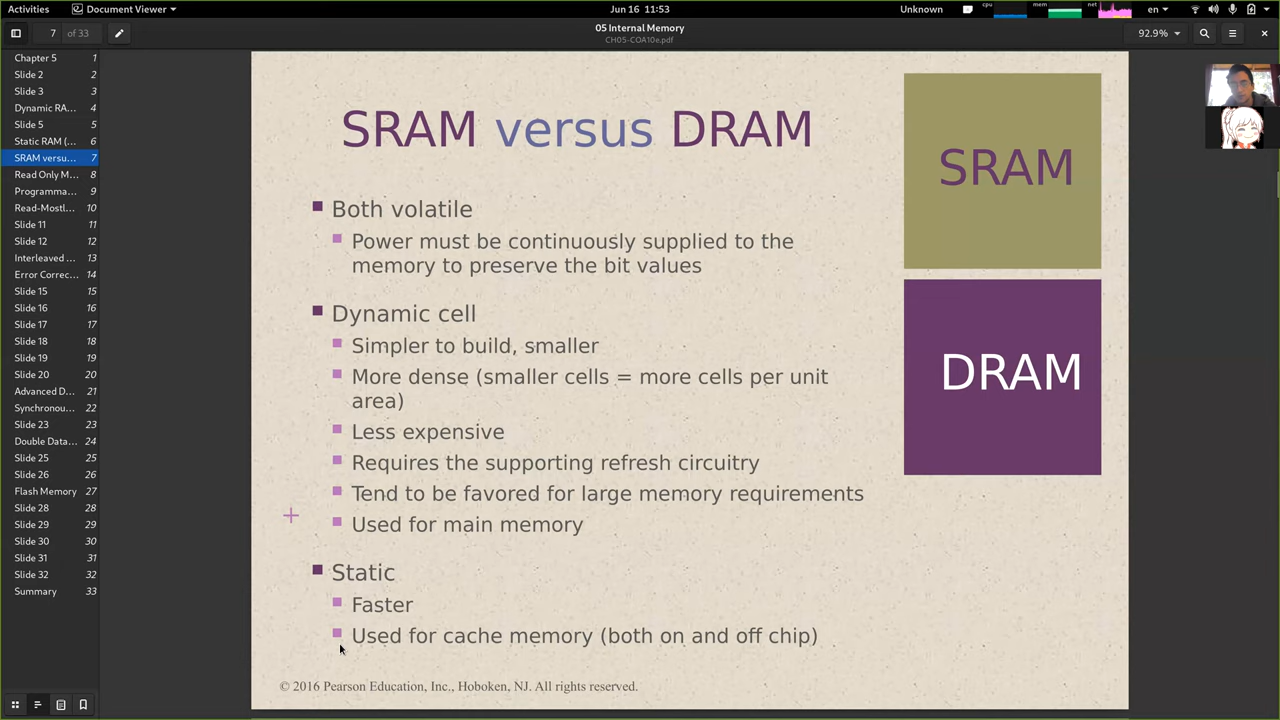 Activities
Document Viewer
Jun 16 11:53
Unknown
cpu
mem
net
en
7 of 33
05 Internal Memory
CH05-COA10e.pdf
92.9%
Chapter 5 1
Slide 2 2
Slide 3 3
Dynamic RA... 4
Slide 5 5
Static RAM (... 6
SRAM versu... 7
Read Only M... 8
Programma... 9
Read-Mostl... 10
Slide 11 11
Slide 12 12
Interleaved ... 13
Error Correc... 14
Slide 15 15
Slide 16 16
Slide 17 17
Slide 18 18
Slide 19 19
Slide 20 20
Advanced D... 21
Synchronou... 22
Slide 23 23
Double Data... 24
Slide 25 25
Slide 26 26
Flash Memory 27
Slide 28 28
Slide 29 29
Slide 30 30
Slide 31 31
Slide 32 32
Summary 33
SRAM versus DRAM
Both volatile
Power must be continuously supplied to the
memory to preserve the bit values
Dynamic cell
Simpler to build, smaller
More dense (smaller cells = more cells per unit
area)
Less expensive
Requires the supporting refresh circuitry
Tend to be favored for large memory requirements
+
Used for main memory
Static
Faster
Used for cache memory (both on and off chip)
© 2016 Pearson Education, Inc., Hoboken, NJ. All rights reserved.
SRAM
DRAM